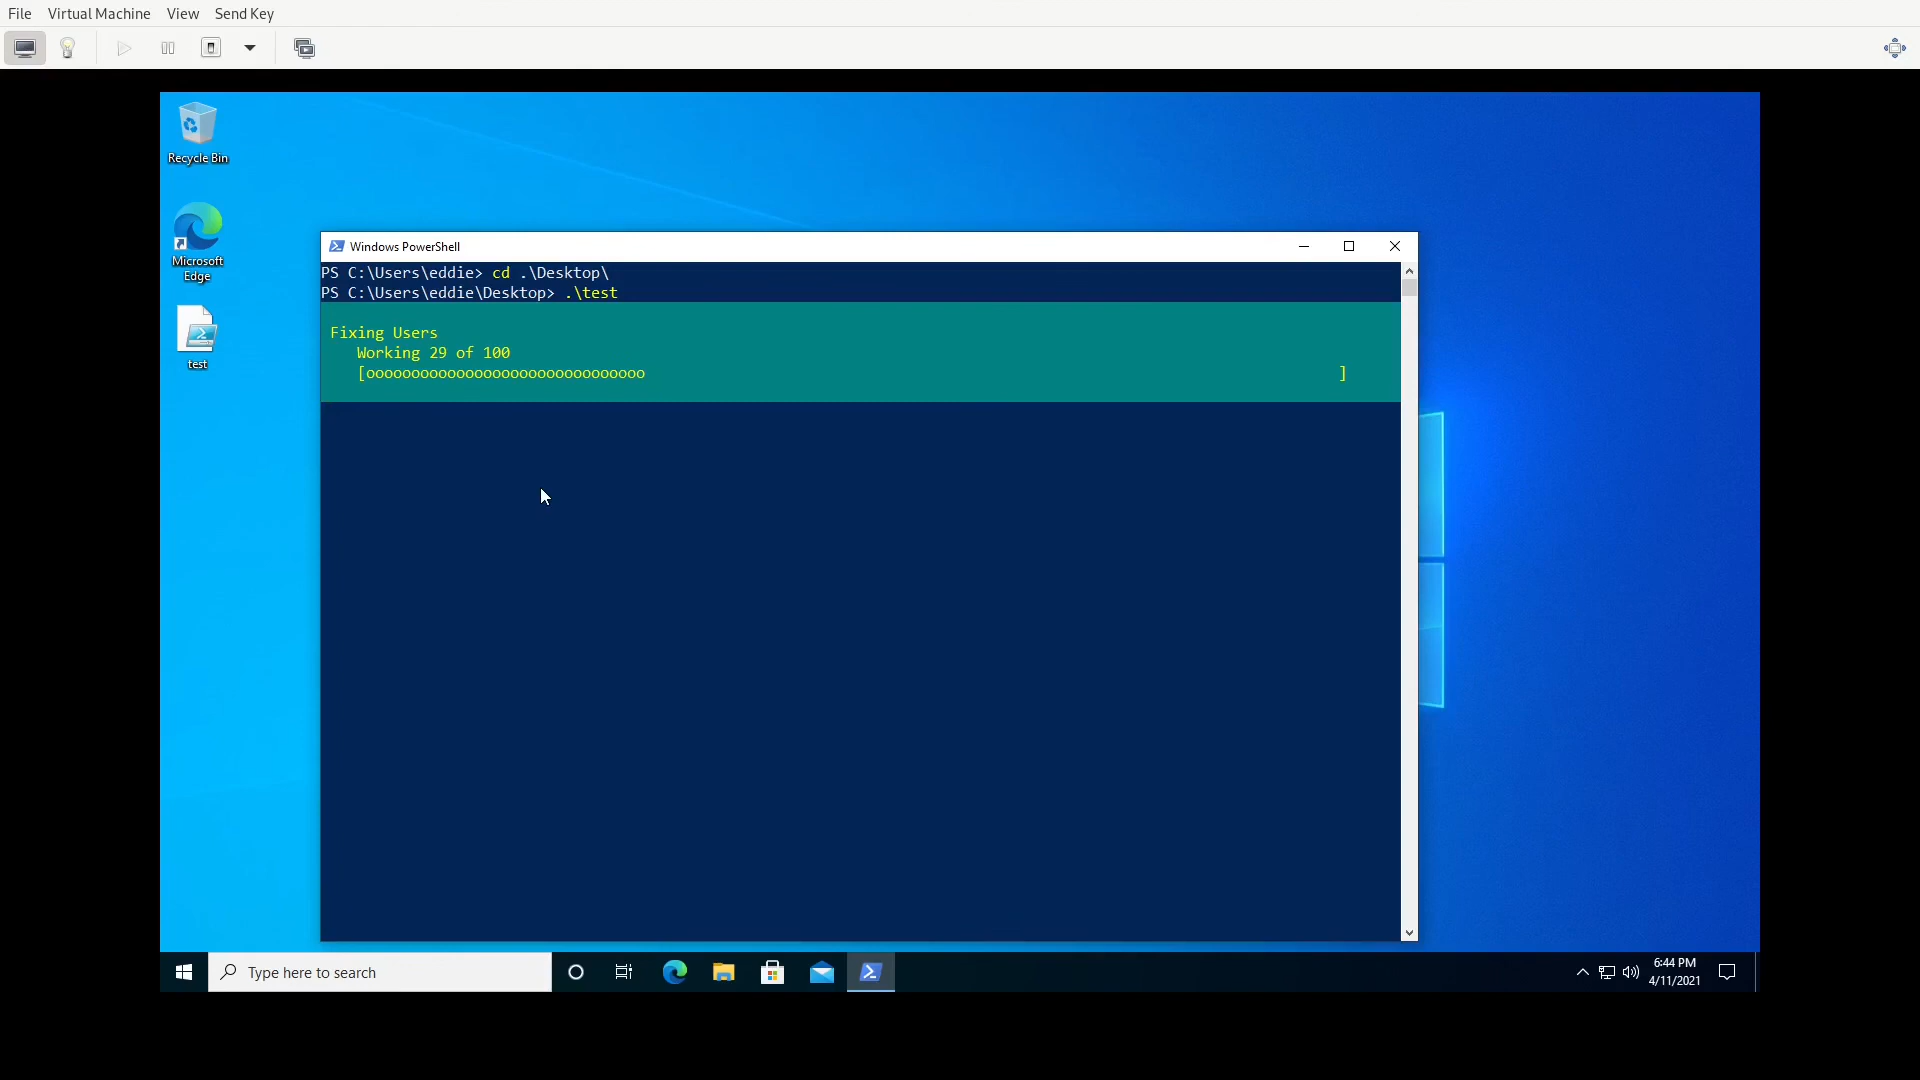 File Virtual Machine View Send Key
Recycle Bin
Microsoft
Edge
test
Windows PowerShell
PS C:\Users\eddie> cd .\Desktop\
PS C:\Users\eddie\Desktop> .\test
Fixing Users
Working 29 of 100
[ooooooooooooooooooooooooooooooo ]
Type here to search
6:44 PM
4/11/2021